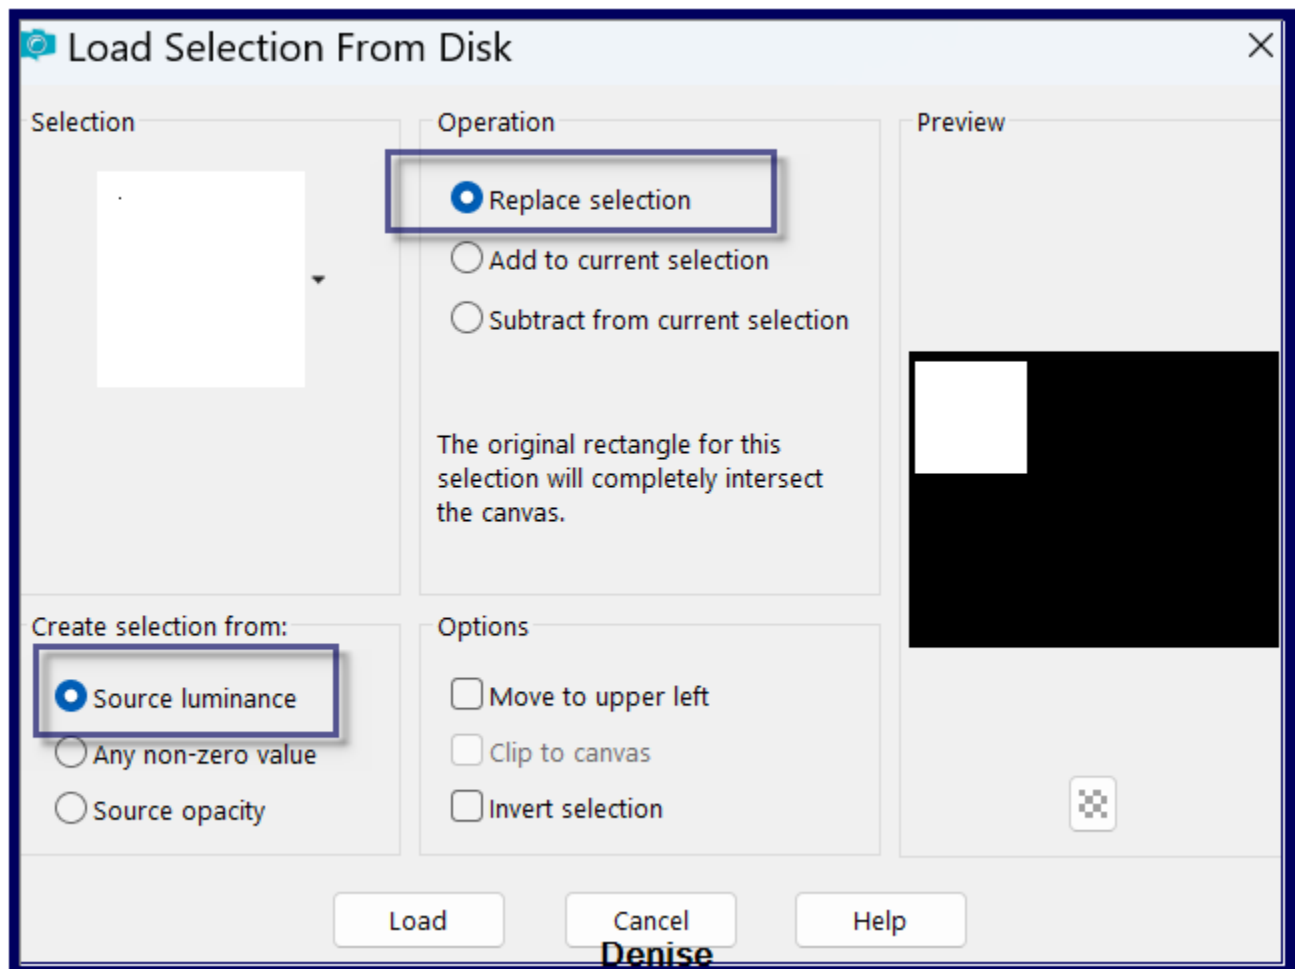 Load Selection From Disk
Selection
Operation
Replace selection
Add to current selection
Subtract from current selection
The original rectangle for this
selection will completely intersect
the canvas.
Preview
Create selection from:
Source luminance
Any non-zero value
Source opacity
Options
Move to upper left
Clip to canvas
Invert selection
Load
Cancel
Help
Denise